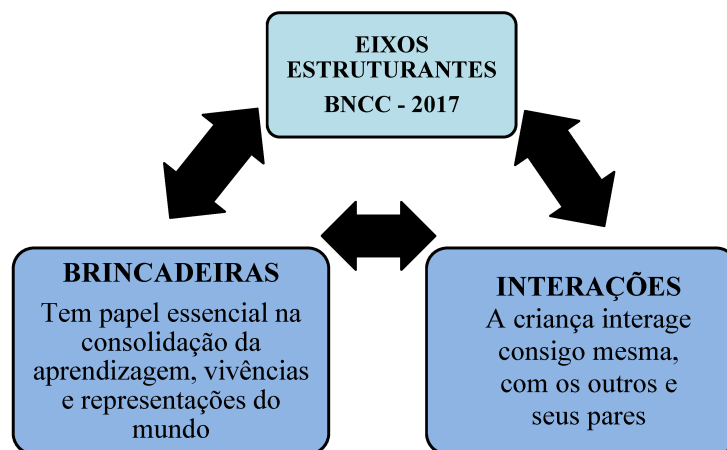 EIXOS
ESTRUTURANTES
BNCC - 2017
BRINCADEIRAS
Tem papel essencial na
consolidação da
aprendizagem, vivências
e representações do
mundo
INTERAÇÕES
A criança interage
consigo mesma,
com os outros e
seus pares